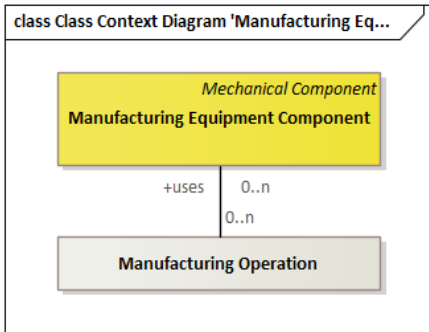 class Class Context Diagram 'Manufacturing Eq...
Mechanical Component
Manufacturing Equipment Component
+uses 0..n
0..n
Manufacturing Operation